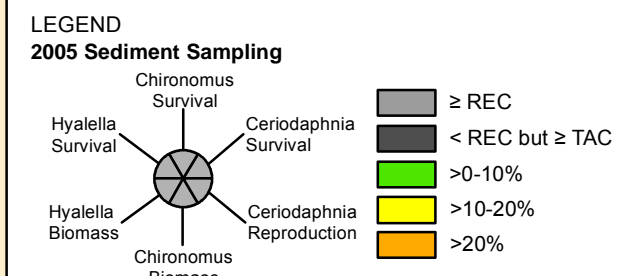 LEGEND
2005 Sediment Sampling
Chironomus
Survival
Hyalella
Survival
Ceriodaphnia
Survival
Hyalella
Biomass
Ceriodaphnia
Reproduction
Chironomus
Biomass
≥ REC
< REC but ≥ TAC
>0-10%
>10-20%
>20%